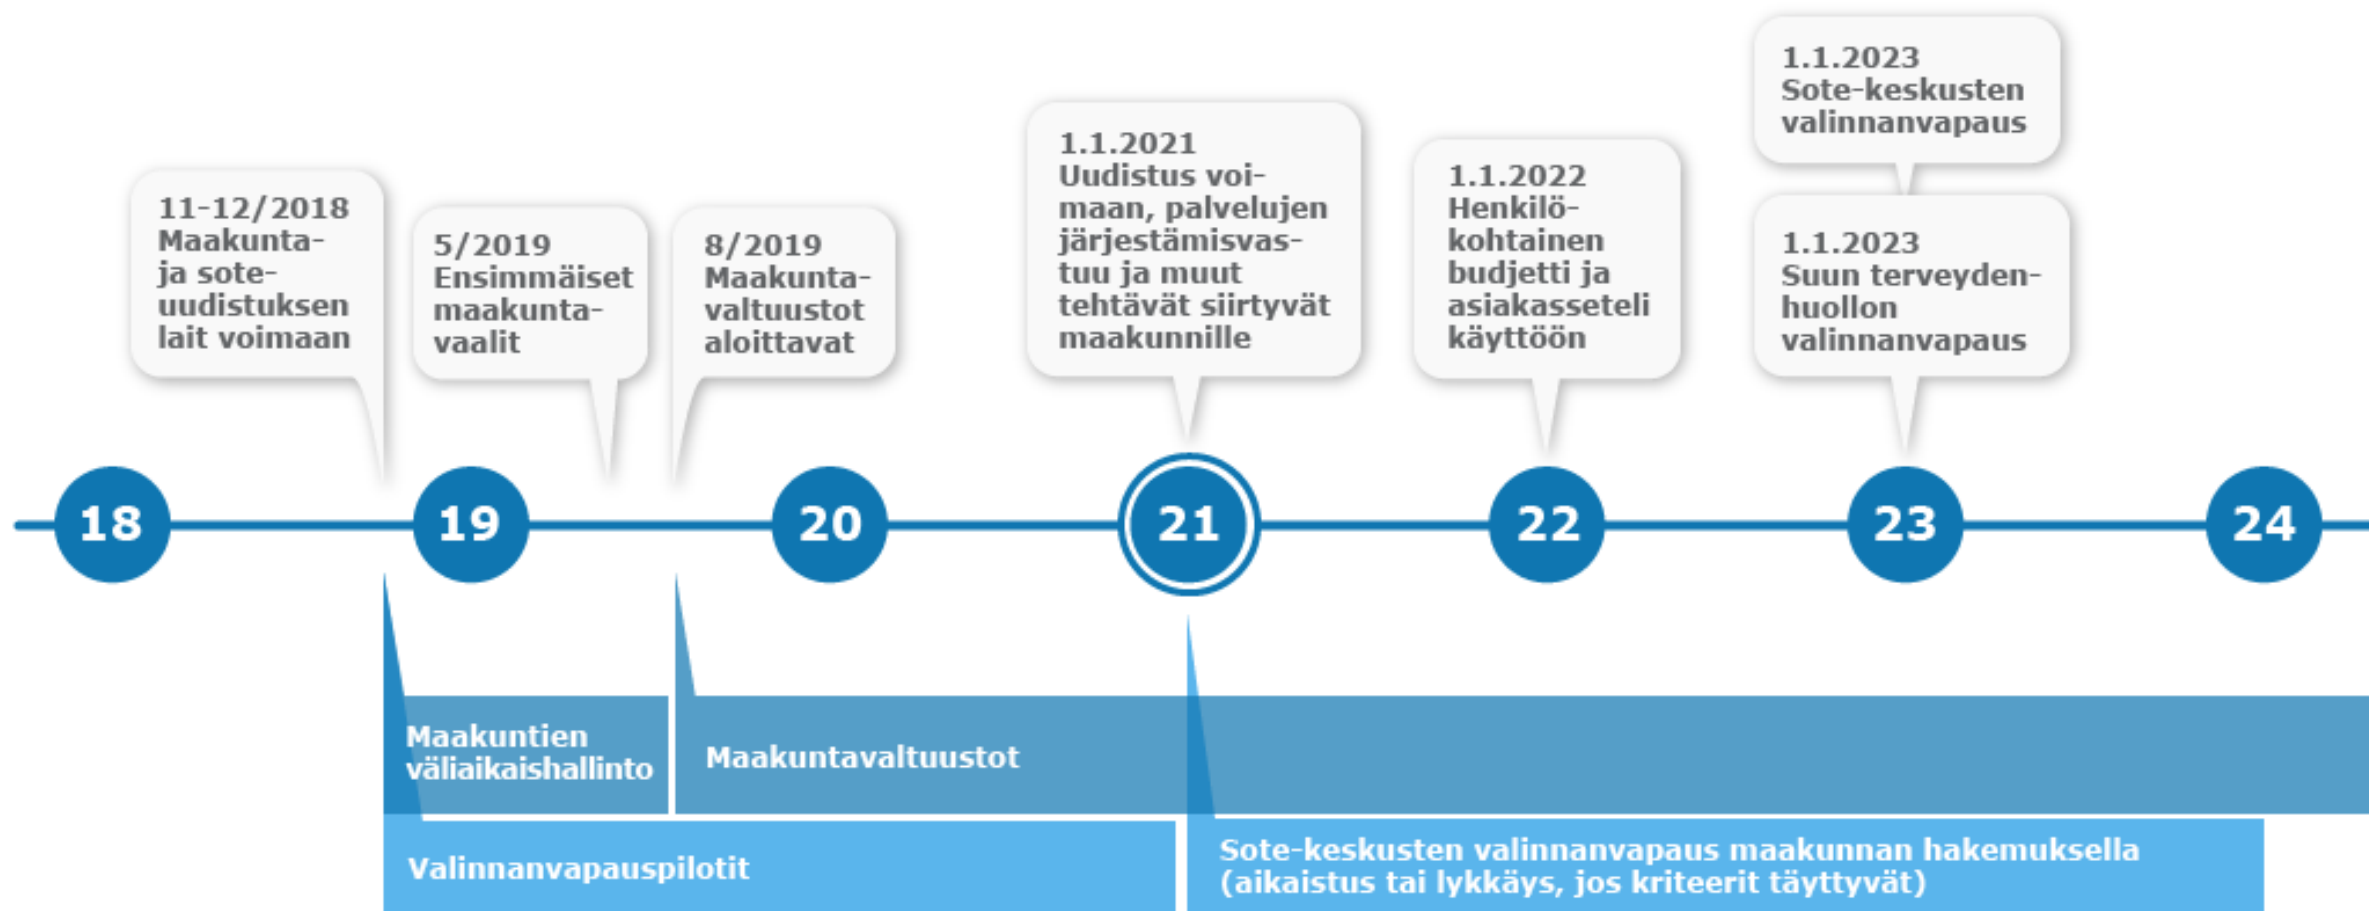 11-12/2018
Maakunta-
ja sote-
uudistuksen
lait voimaan
5/2019
Ensimmäiset
maakunta-
vaalit
8/2019
Maakunta-
valtuustot
aloittavat
1.1.2021
Uudistus voi-
maan, palvelujen
järjestämisvas-
tuu ja muut
tehtävät siirtyvät
maakunnille
1.1.2022
Henkilö-
kohtainen
budjetti ja
asiakasseteli
käyttöön
1.1.2023
Sote-keskusten
valinnanvapaus
1.1.2023
Suun terveyden-
huollon
valinnanvapaus
18
19
20
21
22
23
24
Maakuntien
väliaikaishallinto
Maakuntavaltuustot
Valinnanvapauspilotit
Sote-keskusten valinnanvapaus maakunnan hakemuksella
(aikaistus tai lykkäys, jos kriteerit täyttyvät)